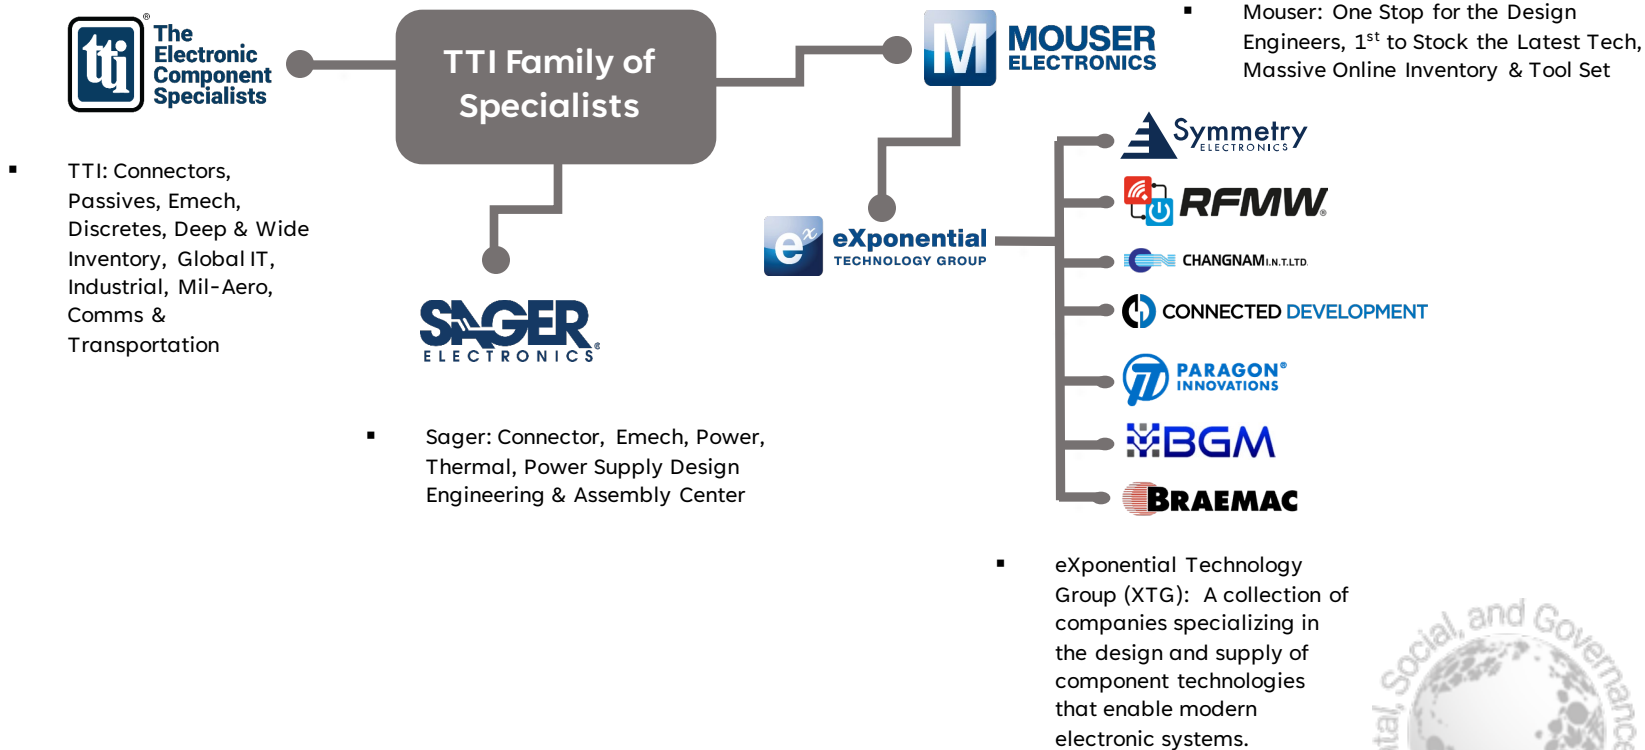 tti
®
The
Electronic
Component
Specialists
TTI Family of
Specialists
M
MOUSER
ELECTRONICS
▪ Mouser: One Stop for the Design
Engineers, 1st to Stock the Latest Tech,
Massive Online Inventory & Tool Set
▪ TTI: Connectors,
Passives, Emech,
Discretes, Deep & Wide
Inventory, Global IT,
Industrial, Mil-Aero,
Comms &
Transportation
SAGER
ELECTRONICS®
▪ Sager: Connector, Emech, Power,
Thermal, Power Supply Design
Engineering & Assembly Center
ex
eXponential
TECHNOLOGY GROUP
Symmetry
ELECTRONICS
RFMW®
CHANGNAM I.N.T.LTD.
CONNECTED DEVELOPMENT
PARAGON®
INNOVATIONS
BGM
BRAEMAC
▪ eXponential Technology
Group (XTG): A collection of
companies specializing in
the design and supply of
component technologies
that enable modern
electronic systems.
ntal, Social, and Governance